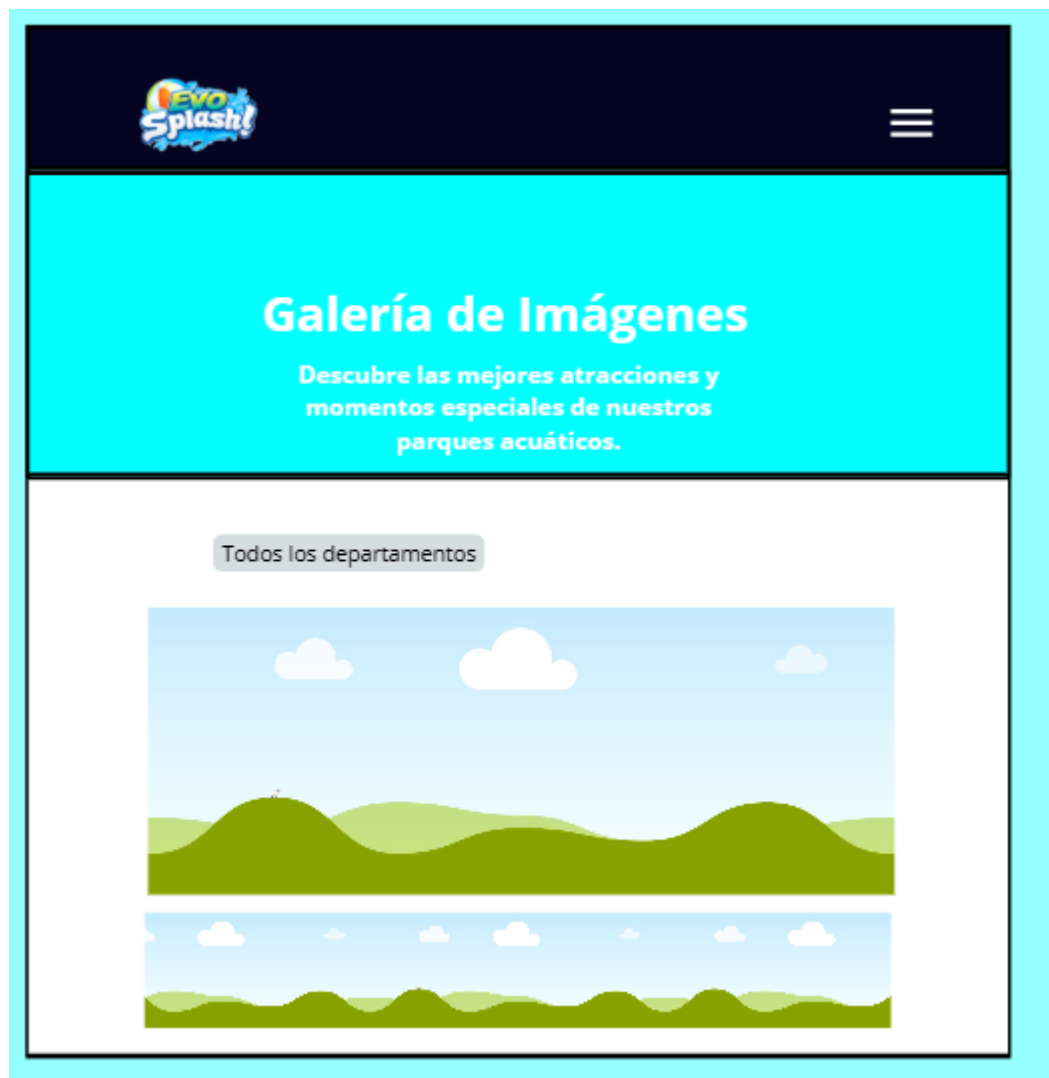 EVO
Splash!
Galería de Imágenes
Descubre las mejores atracciones y
momentos especiales de nuestros
parques acuáticos.
Todos los departamentos